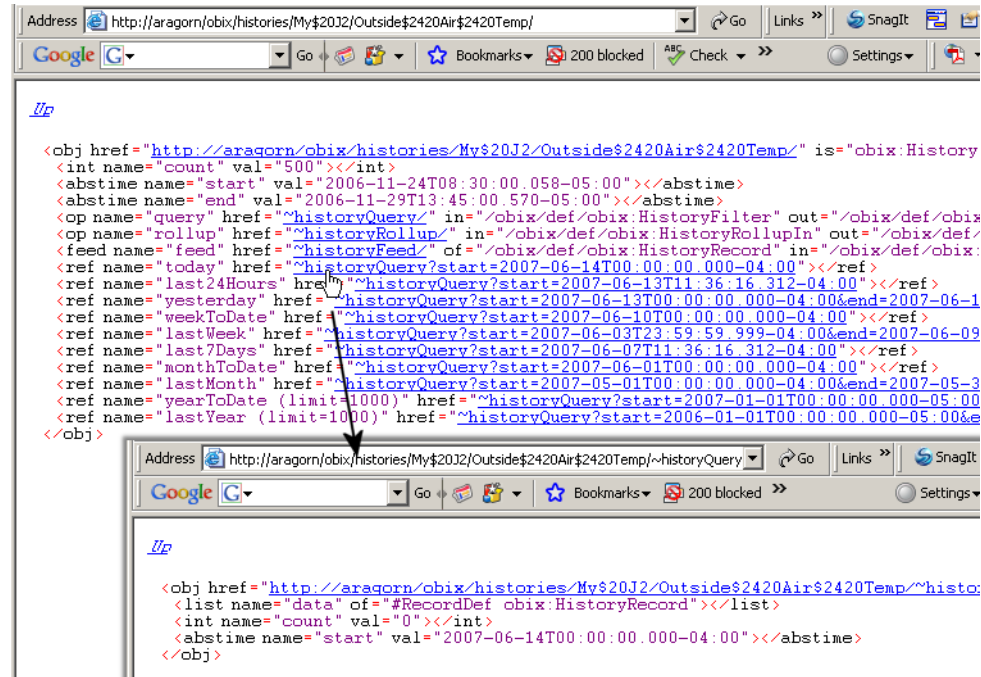 Address http://aragorn/obix/histories/My$20J2/Outside$2420Air$2420Temp/ Go Links » SnagIt
Google G Go Bookmarks 200 blocked ABC Check » Settings
Up
<obj href="http://aragorn/obix/histories/My$20J2/Outside$2420Air$2420Temp/" is="obix:History
<int name="count" val="500"></int>
<abstime name="start" val="2006-11-24T08:30:00.058-05:00"></abstime>
<abstime name="end" val="2006-11-29T13:45:00.570-05:00"></abstime>
<op name="query" href="~historyQuery/" in="/obix/def/obix:HistoryFilter" out="/obix/def/obix
<op name="rollup" href="~historyRollup/" in="/obix/def/obix:HistoryRollupIn" out="/obix/def/
<feed name="feed" href="~historyFeed/" of="/obix/def/obix:HistoryRecord" in="/obix/def/obix:
<ref name="today" href="~historyQuery?start=2007-06-14T00:00:00.000-04:00"></ref>
<ref name="last24Hours" href="~historyQuery?start=2007-06-13T11:36:16.312-04:00"></ref>
<ref name="yesterday" href="~historyQuery?start=2007-06-13T00:00:00.000-04:00&end=2007-06-1
<ref name="weekToDate" href="~historyQuery?start=2007-06-10T00:00:00.000-04:00"></ref>
<ref name="lastWeek" href="~historyQuery?start=2007-06-03T23:59:59.999-04:00&end=2007-06-09
<ref name="last7Days" href="~historyQuery?start=2007-06-07T11:36:16.312-04:00"></ref>
<ref name="monthToDate" href="~historyQuery?start=2007-06-01T00:00:00.000-04:00"></ref>
<ref name="lastMonth" href="~historyQuery?start=2007-05-01T00:00:00.000-04:00&end=2007-05-3
<ref name="yearToDate (limit=1000)" href="~historyQuery?start=2007-01-01T00:00:00.000-05:00
<ref name="lastYear (limit=1000)" href="~historyQuery?start=2006-01-01T00:00:00.000-05:00&e
</obj>
Address http://aragorn/obix/histories/My$20J2/Outside$2420Air$2420Temp/~historyQuery Go Links » SnagIt
Google G Go Bookmarks 200 blocked » Settings
Up
<obj href="http://aragorn/obix/histories/My$20J2/Outside$2420Air$2420Temp/~histo
<list name="data" of="#RecordDef obix:HistoryRecord"></list>
<int name="count" val="0"></int>
<abstime name="start" val="2007-06-14T00:00:00.000-04:00"></abstime>
</obj>